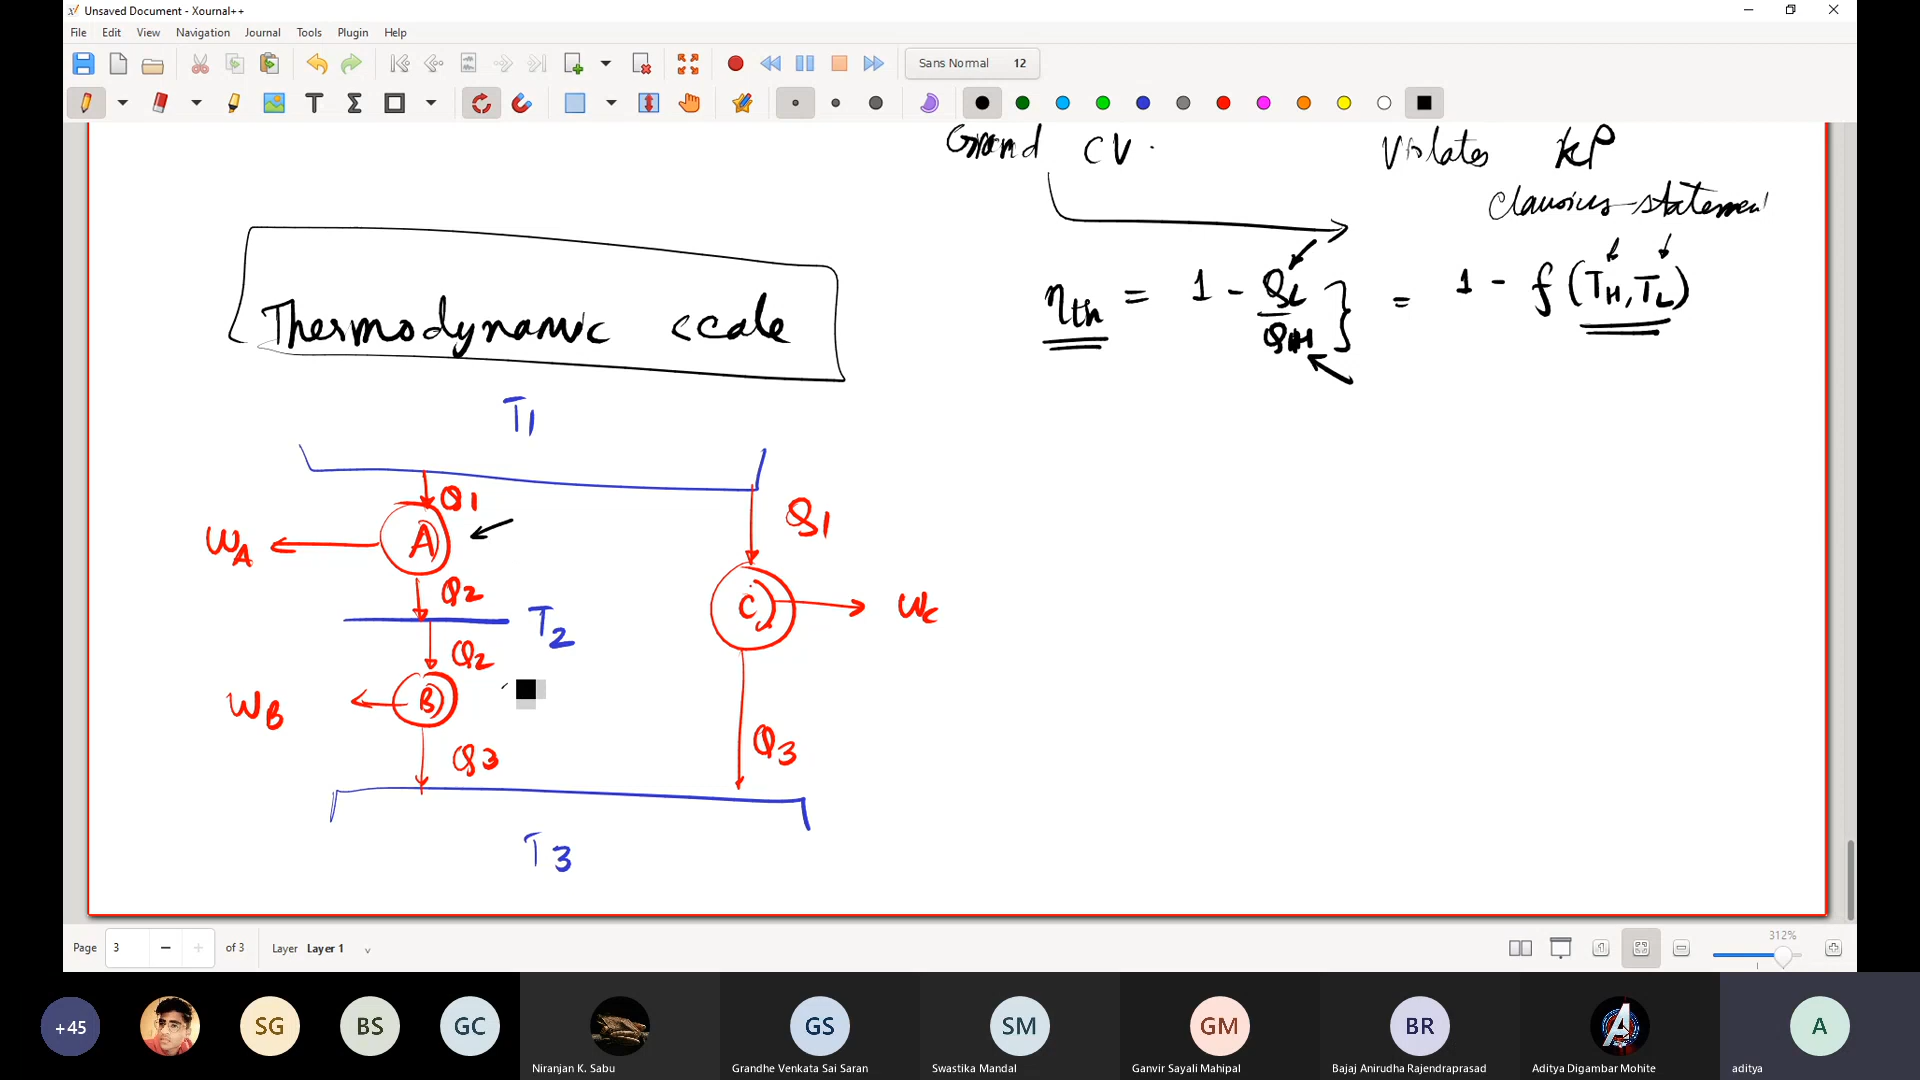 Unsaved Document - Xournal++
File Edit View Navigation Journal Tools Plugin Help
Sans Normal 12
Grand CV.
Violates KP
Clausius statement
Thermodynamic scale
ηth = 1 - QL/QH } = 1 - f (TH, TL)
T1
Q1
Q1
A
WA
Q2
T2
C
Wc
Q2
B
WB
Q3
Q3
T3
Page 3 of 3 Layer Layer 1
312%
+45 SG BS GC GS SM GM BR A
Niranjan K. Sabu Grandhe Venkata Sai Saran Swastika Mandal Ganvir Sayali Mahipal Bajaj Anirudha Rajendraprasad Aditya Digambar Mohite aditya